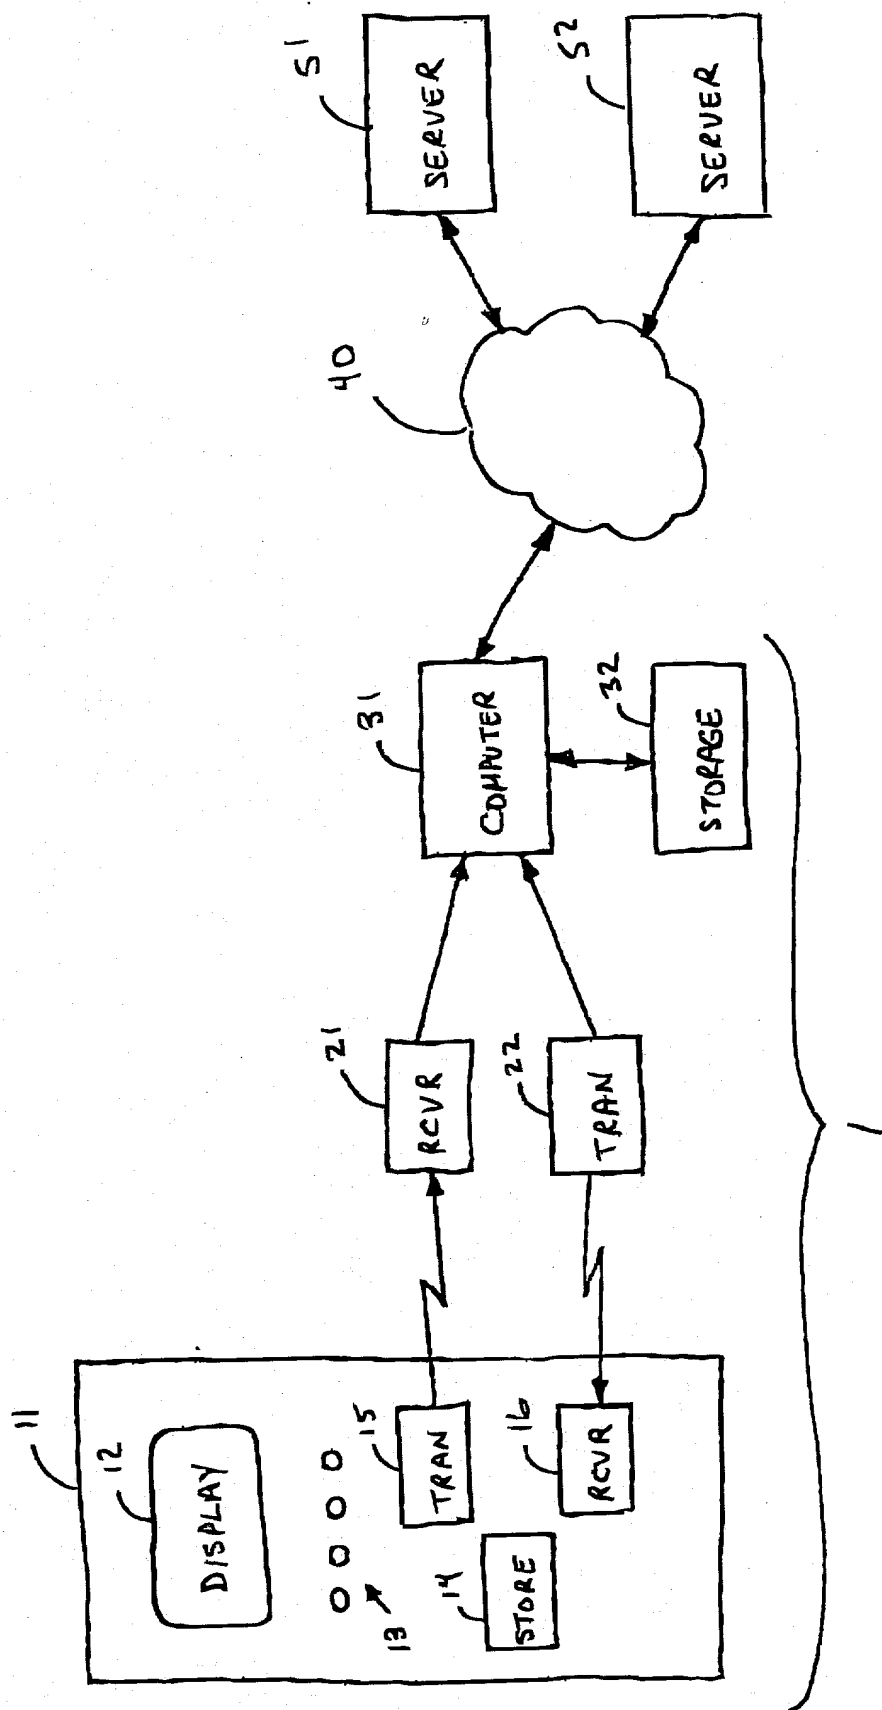 11
12
DISPLAY
13
14
STORE
15
TRAN
16
RCVR
21
RCVR
22
TRAN
31
COMPUTER
32
STORAGE
40
51
SERVER
52
SERVER
1